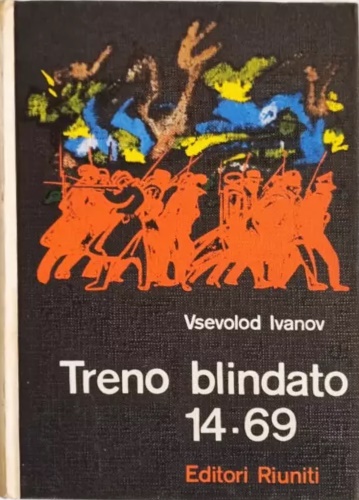 Vsevolod Ivanov
Treno blindato
14·69
Editori Riuniti